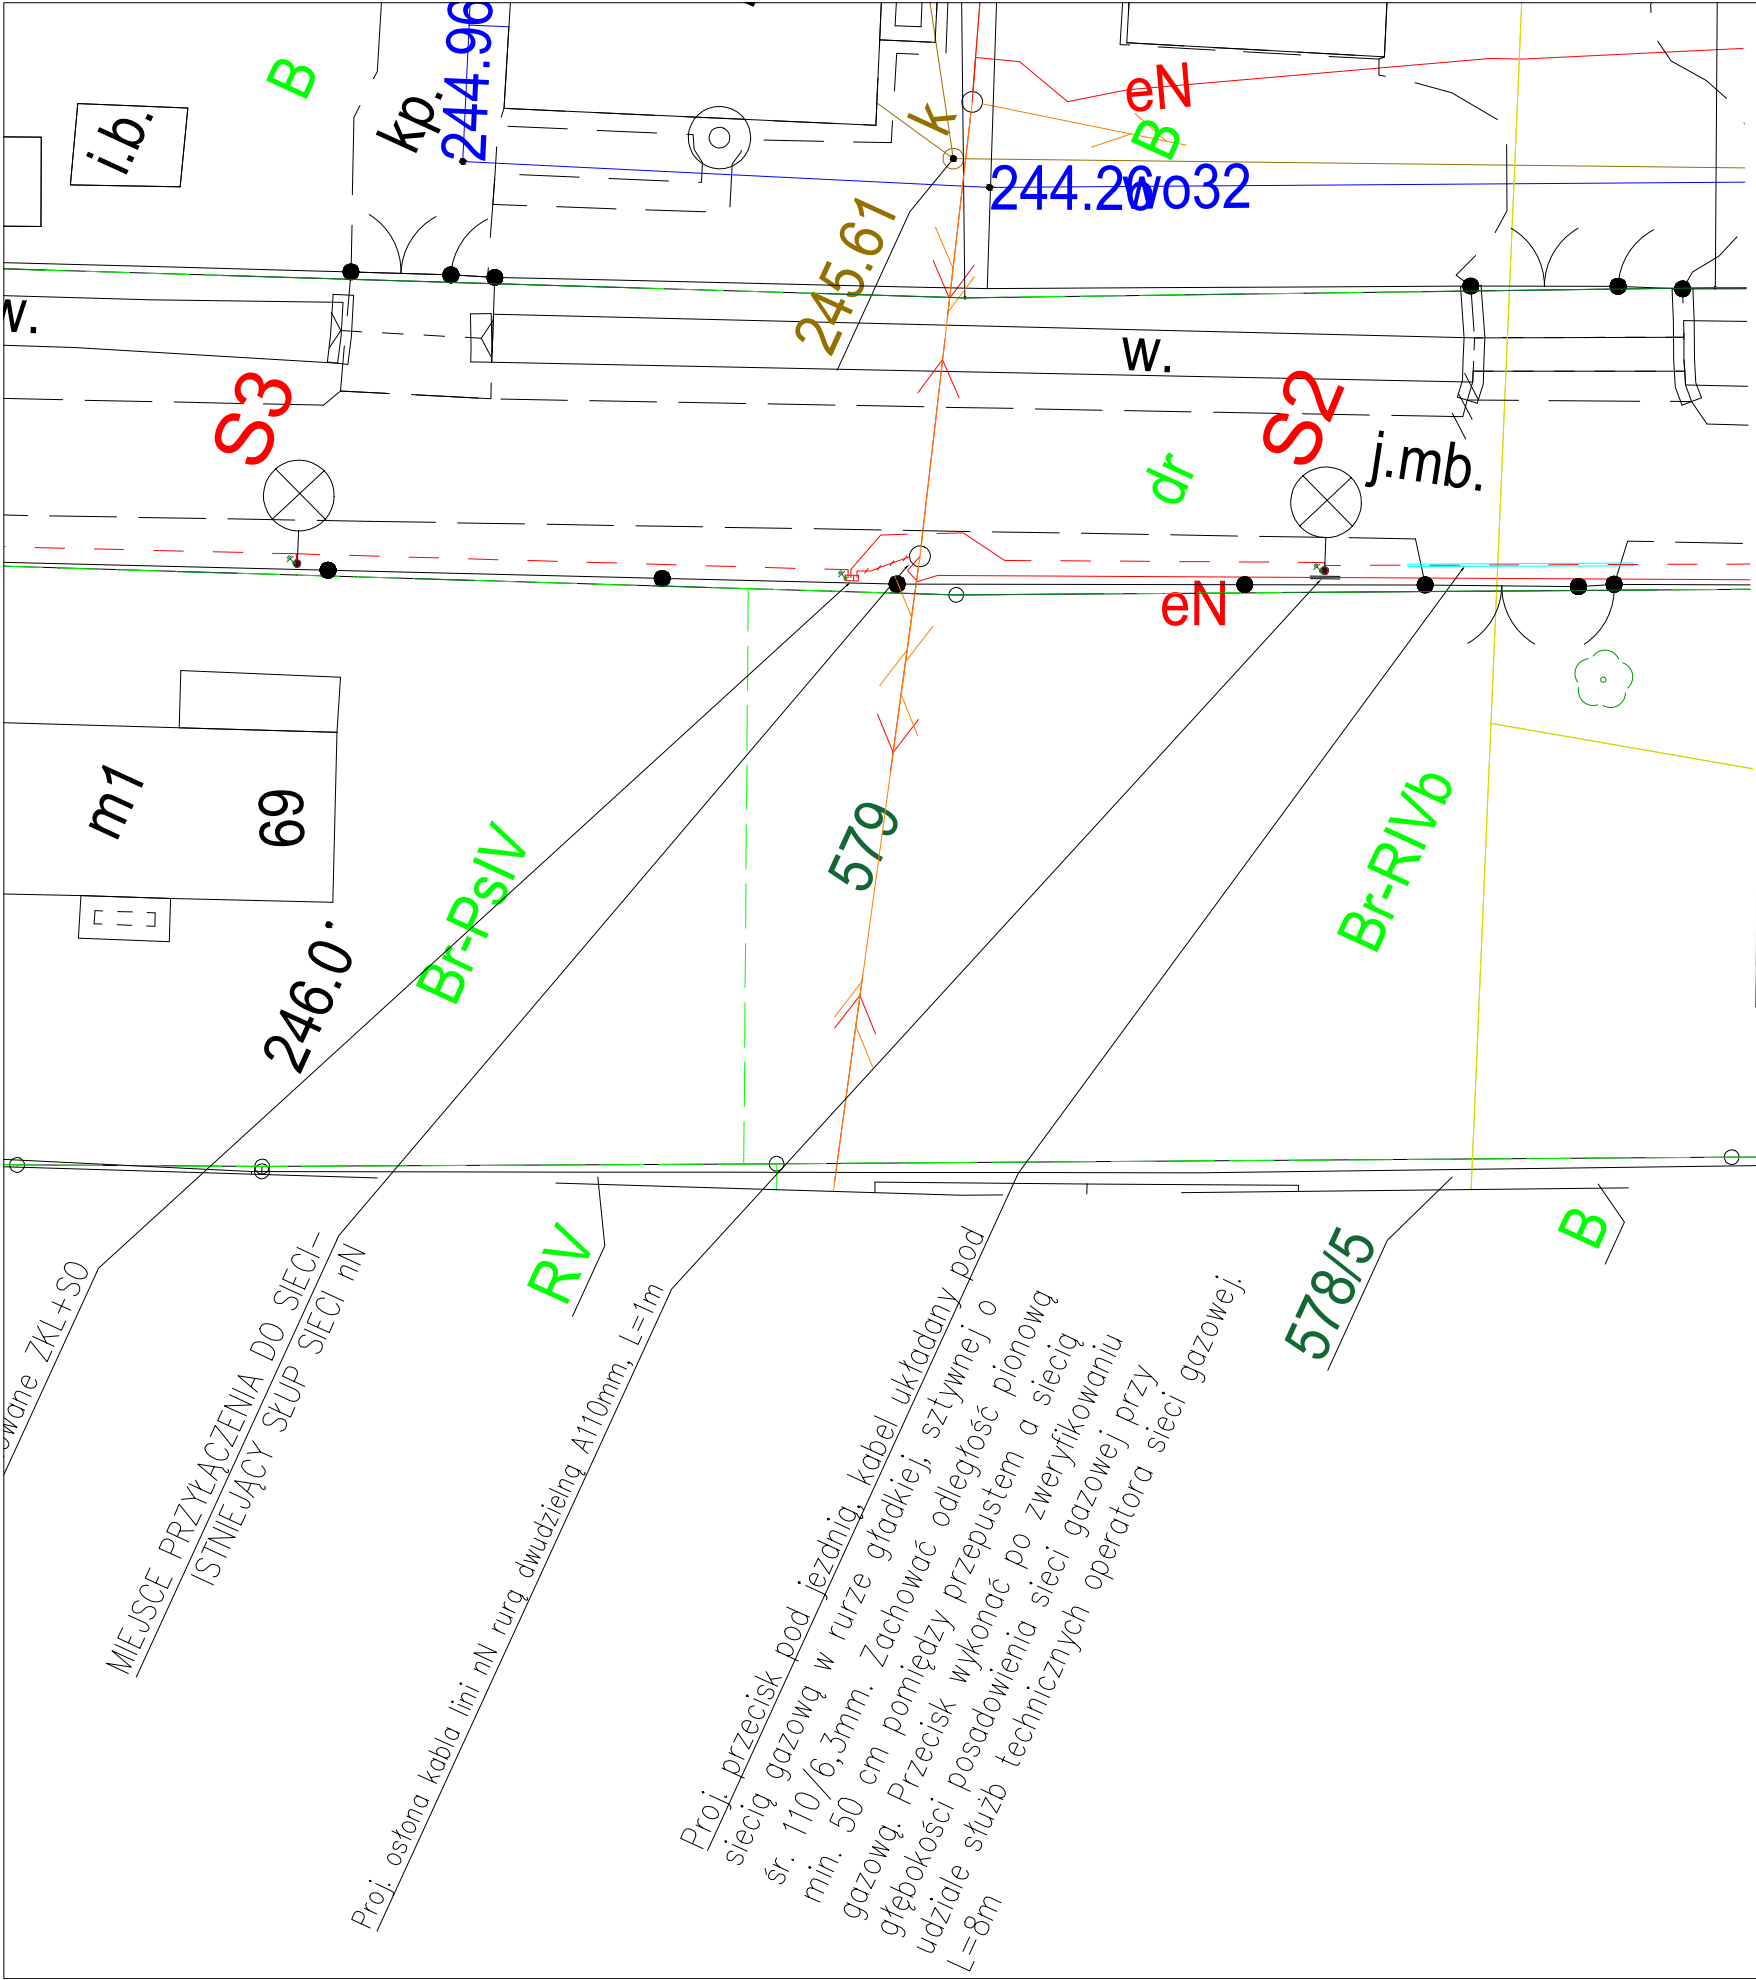 B
i.b.
kp.
244.96
k
eN
B
244.26
wo32
245.61
w.
w.
S3
S2
j.mb.
dr
eN
m1
69
Br-PsIV
579
Br-RIVb
246.0
RV
578/5
B
owane ZKL+SO
MIEJSCE PRZYŁĄCZENIA DO SIECI-
ISTNIEJĄCY SŁUP SIECI nN
Proj. osłona kabla lini nN rurą dwudzielną A110mm, L=1m
Proj. przecisk pod jezdnią, kabel układany pod
siecią gazową w rurze gładkiej, sztywnej o
śr. 110/6,3mm. Zachować odległość pionową
min. 50 cm pomiędzy przepustem a siecią
gazową. Przecisk wykonać po zweryfikowaniu
głębokości posadowienia sieci gazowej przy
udziale służb technicznych operatora sieci gazowej.
L=8m